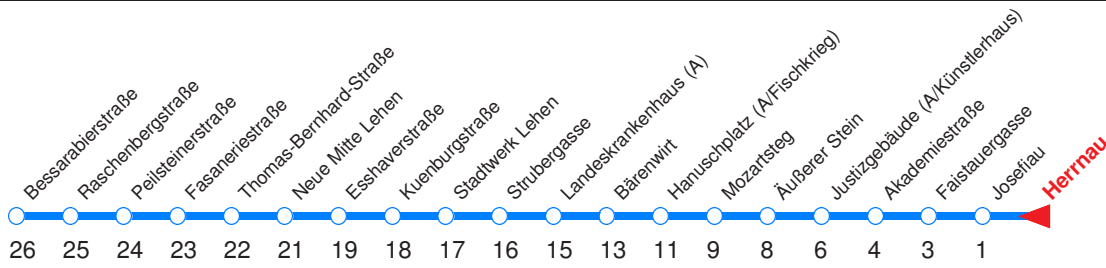 Bessarabierstraße
Raschenbergstraße
Peilsteinerstraße
Fasaneriestraße
Thomas-Bernhard-Straße
Neue Mitte Lehen
Esshaverstraße
Kuenburgstraße
Stadtwerk Lehen
Strubergasse
Landeskrankenhaus (A)
Bärenwirt
Hanuschplatz (A/Fischkrieg)
Mozartsteg
Äußerer Stein
Justizgebäude (A/Künstlerhaus)
Akademiestraße
Faistauergasse
Josefiau
Herrnau
26 25 24 23 22 21 19 18 17 16 15 13 11 9 8 6 4 3 1